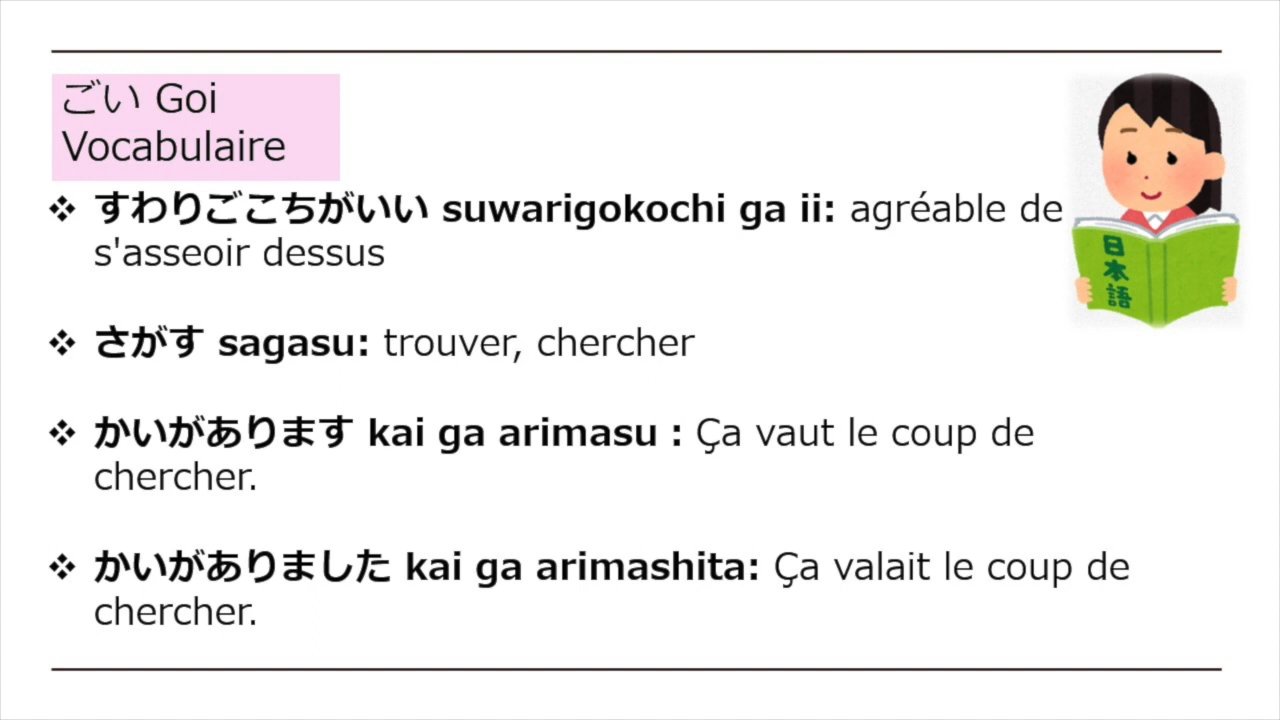 ごい Goi
Vocabulaire
❖ すわりごこちがいい suwarigokochi ga ii: agréable de
s'asseoir dessus
❖ さがす sagasu: trouver, chercher
❖ かいがあります kai ga arimasu : Ça vaut le coup de
chercher.
❖ かいがありました kai ga arimashita: Ça valait le coup de
chercher.
日本語